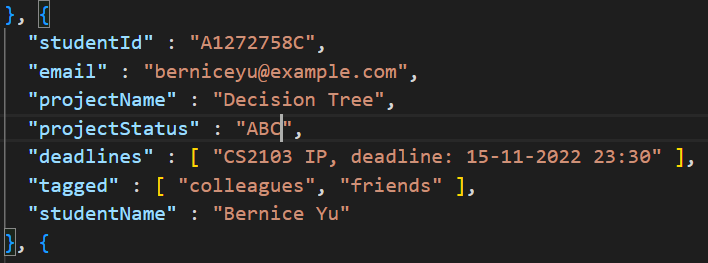 }, {
"studentId" : "A1272758C",
"email" : "berniceyu@example.com",
"projectName" : "Decision Tree",
"projectStatus" : "ABC",
"deadlines" : [ "CS2103 IP, deadline: 15-11-2022 23:30" ],
"tagged" : [ "colleagues", "friends" ],
"studentName" : "Bernice Yu"
}, {